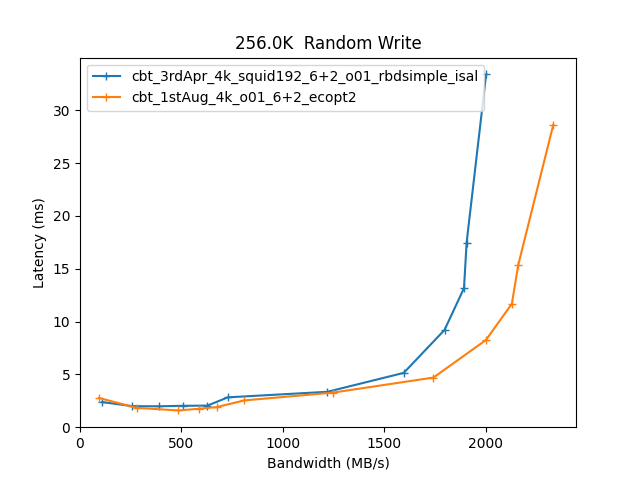 256.0K  Random Write
cbt_3rdApr_4k_squid192_6+2_o01_rbdsimple_isal
cbt_1stAug_4k_o01_6+2_ecopt2
Latency (ms)
30
25
20
15
10
5
0
0 500 1000 1500 2000
Bandwidth (MB/s)